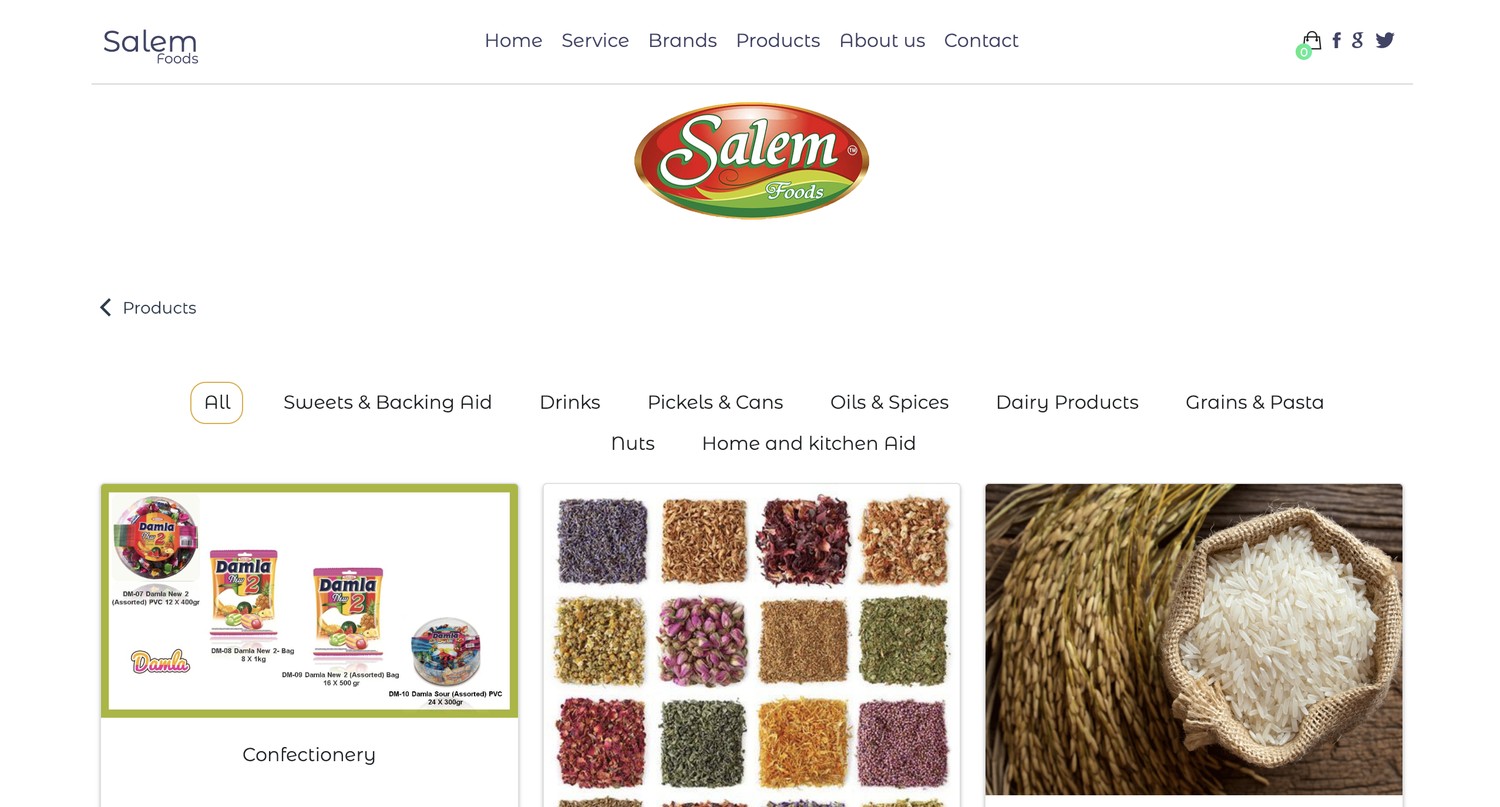 Salem
Foods
Home Service Brands Products About us Contact
0
Salem
TM
Foods
Products
All Sweets & Backing Aid Drinks Pickels & Cans Oils & Spices Dairy Products Grains & Pasta
Nuts Home and kitchen Aid
Damla
New 2
DM-07 Damla New 2
(Assorted) PVC 12 X 400gr
Damla
New 2
DM-08 Damla New 2- Bag
8 X 1kg
Damla
New 2
DM-09 Damla New 2 (Assorted) Bag
16 X 500 gr
Damla
DM-10 Damla Sour (Assorted) PVC
24 X 300gr
Damla
Confectionery